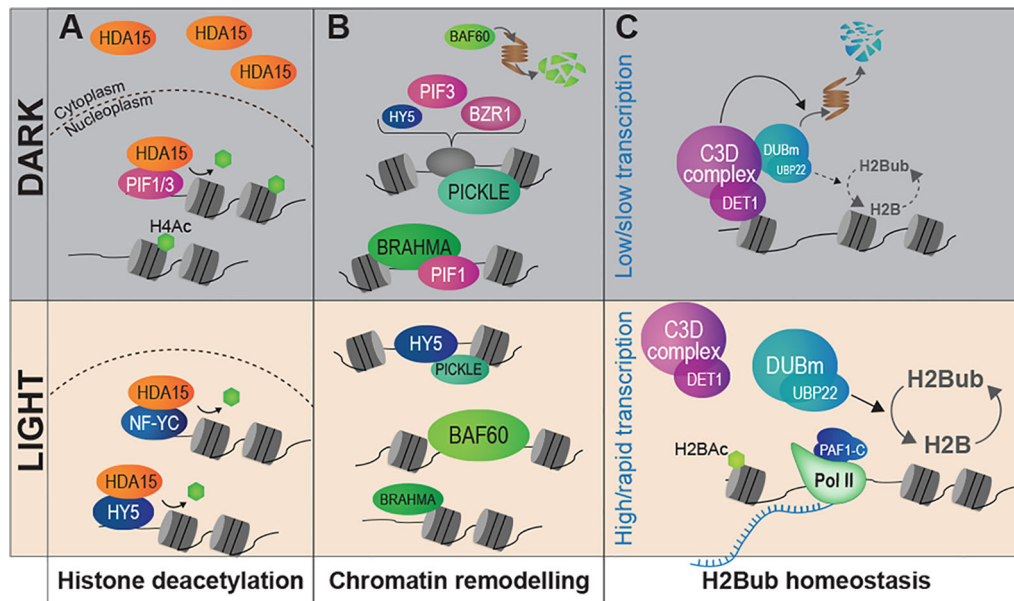 A
HDA15
HDA15
HDA15
Cytoplasm
Nucleoplasm
HDA15
PIF1/3
H4Ac
B
BAF60
PIF3
HY5
BZR1
PICKLE
BRAHMA
PIF1
C
Low/slow transcription
C3D
complex
DET1
DUBm
UBP22
H2Bub
H2B
DARK
LIGHT
HDA15
NF-YC
HDA15
HY5
HY5
PICKLE
BAF60
BRAHMA
High/rapid transcription
C3D
complex
DET1
DUBm
UBP22
H2Bub
H2B
H2BAc
PAF1-C
Pol II
Histone deacetylation
Chromatin remodelling
H2Bub homeostasis